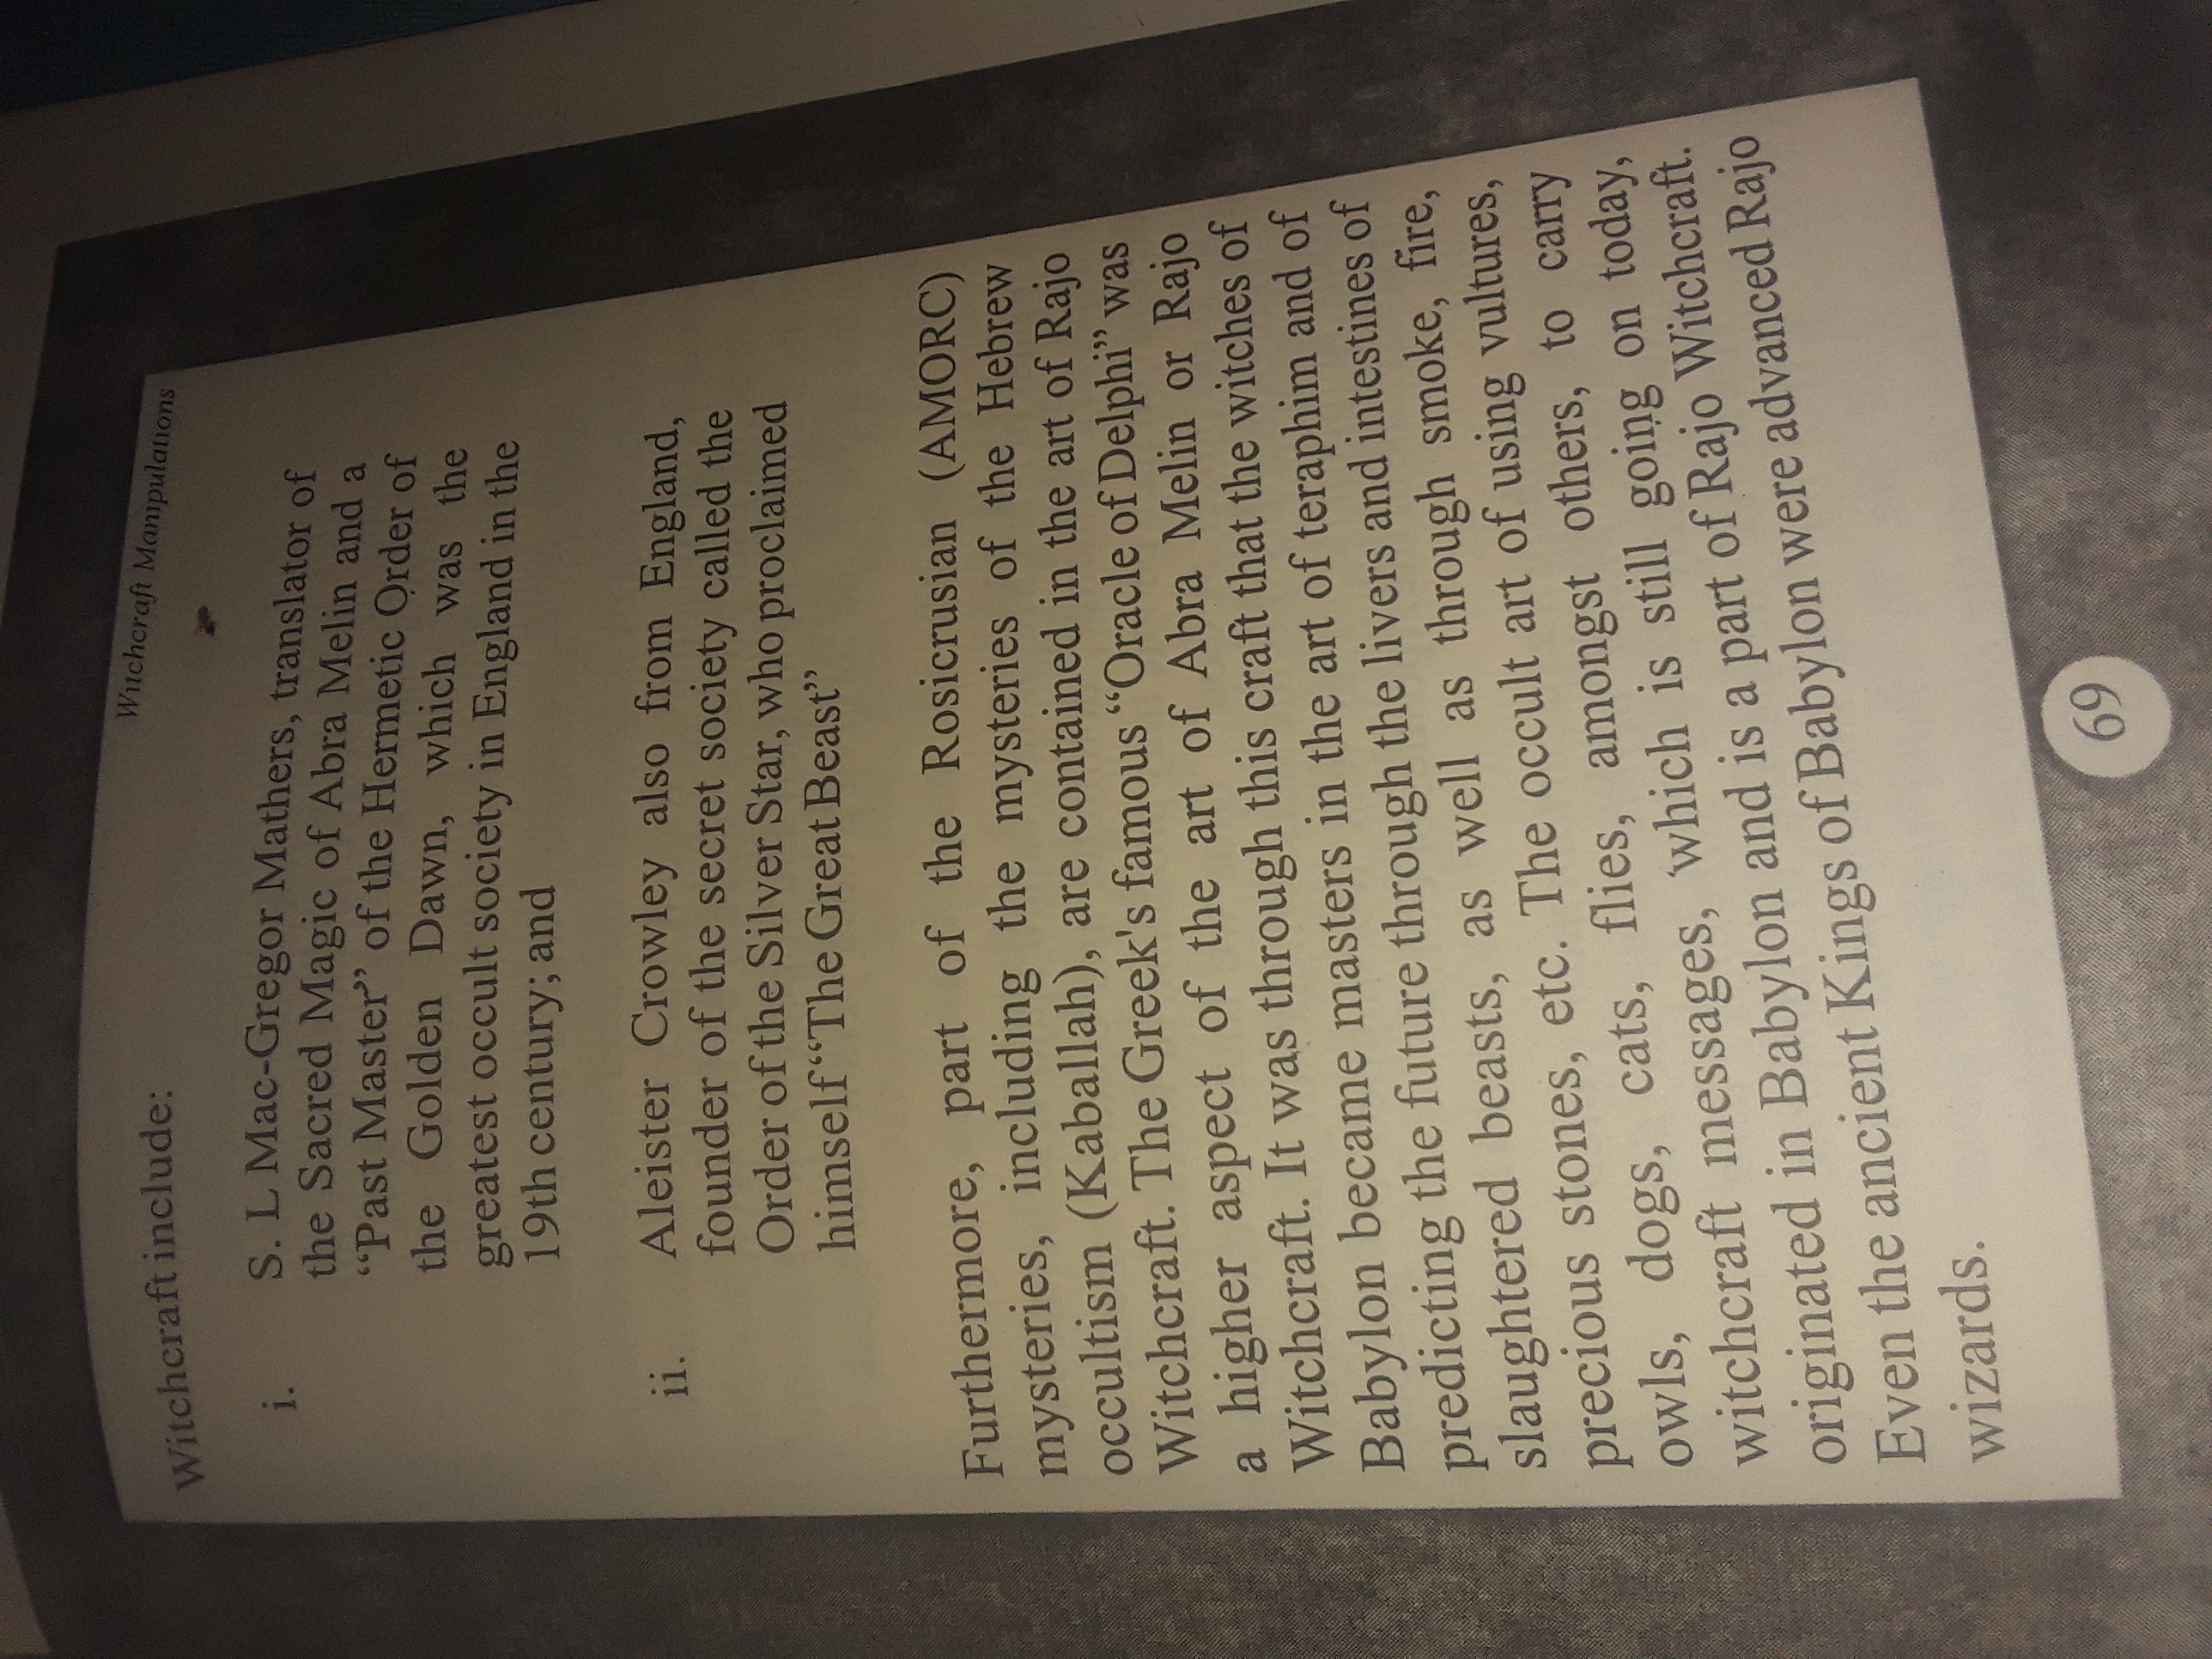 Witchcraft Manipulations
Witchcraft include:
i. S. L Mac-Gregor Mathers, translator of
the Sacred Magic of Abra Melin and a
“Past Master” of the Hermetic Order of
the Golden Dawn, which was the
greatest occult society in England in the
19th century; and
ii. Aleister Crowley also from England,
founder of the secret society called the
Order of the Silver Star, who proclaimed
himself “The Great Beast”
Furthermore, part of the Rosicrusian (AMORC)
mysteries, including the mysteries of the Hebrew
occultism (Kaballah), are contained in the art of Rajo
Witchcraft. The Greek's famous “Oracle of Delphi” was
a higher aspect of the art of Abra Melin or Rajo
Witchcraft. It was through this craft that the witches of
Babylon became masters in the art of teraphim and of
predicting the future through the livers and intestines of
slaughtered beasts, as well as through smoke, fire,
precious stones, etc. The occult art of using vultures,
owls, dogs, cats, flies, amongst others, to carry
witchcraft messages, which is still going on today,
originated in Babylon and is a part of Rajo Witchcraft.
Even the ancient Kings of Babylon were advanced Rajo
wizards.
69